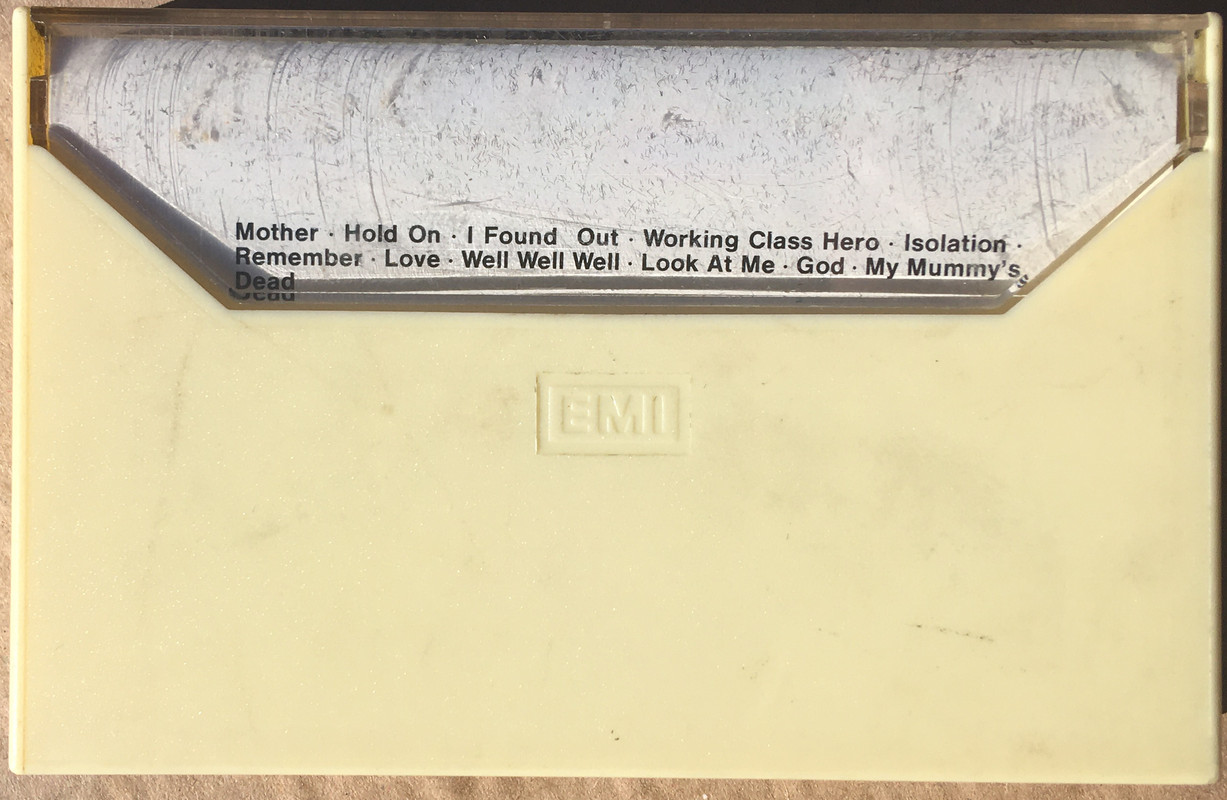 Mother · Hold On · I Found Out · Working Class Hero · Isolation ·
Remember · Love · Well Well Well · Look At Me · God · My Mummy's
Dead
EMI